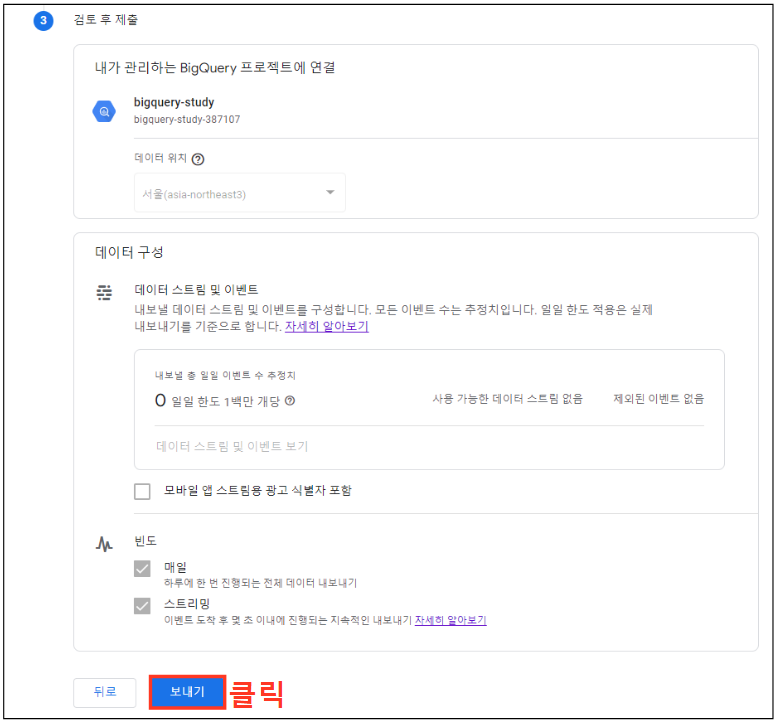 3 검토 후 제출
내가 관리하는 BigQuery 프로젝트에 연결
bigquery-study
bigquery-study-387107
데이터 위치 ?
서울(asia-northeast3)
데이터 구성
데이터 스트림 및 이벤트
내보낼 데이터 스트림 및 이벤트를 구성합니다. 모든 이벤트 수는 추정치입니다. 일일 한도 적용은 실제
내보내기를 기준으로 합니다. 자세히 알아보기
내보낼 총 일일 이벤트 수 추정치
0 일일 한도 1백만 개당 ? 사용 가능한 데이터 스트림 없음 제외된 이벤트 없음
데이터 스트림 및 이벤트 보기
모바일 앱 스트림용 광고 식별자 포함
빈도
매일
하루에 한 번 진행되는 전체 데이터 내보내기
스트리밍
이벤트 도착 후 몇 초 이내에 진행되는 지속적인 내보내기 자세히 알아보기
뒤로 보내기 클릭